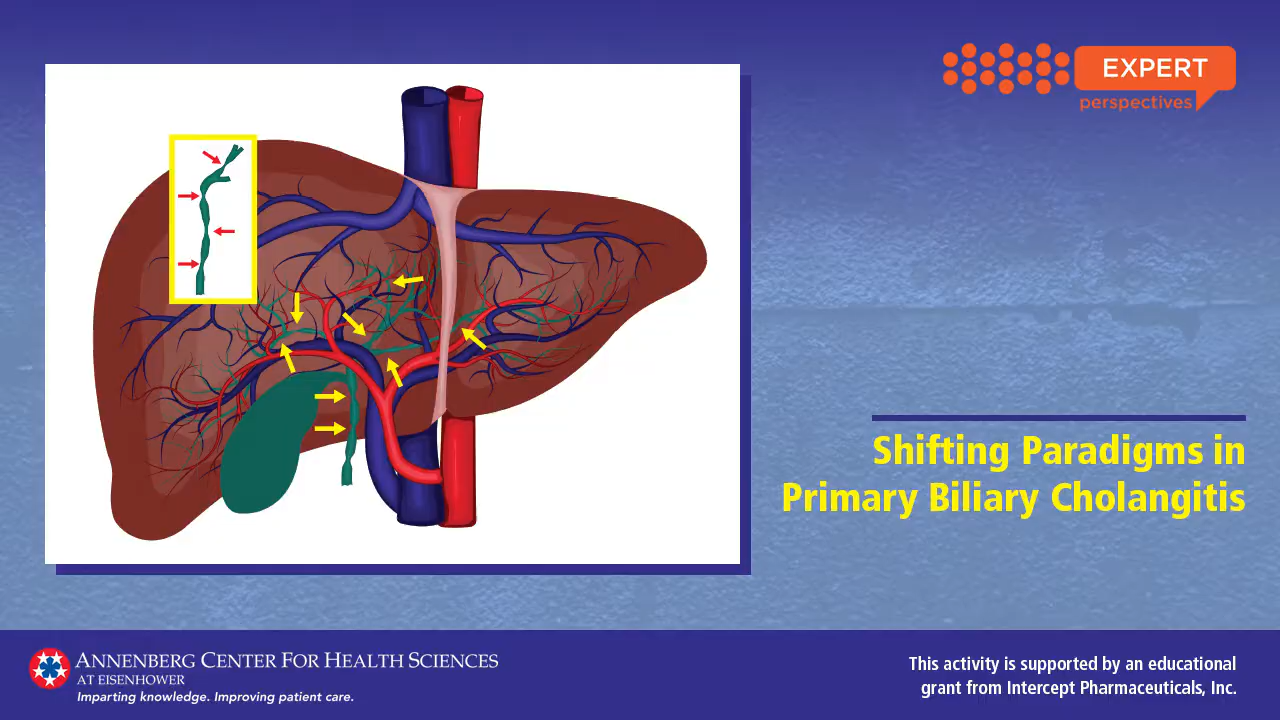 EXPERT
perspectives
Shifting Paradigms in
Primary Biliary Cholangitis
ANNENBERG CENTER FOR HEALTH SCIENCES
AT EISENHOWER
Imparting knowledge. Improving patient care.
This activity is supported by an educational
grant from Intercept Pharmaceuticals, Inc.